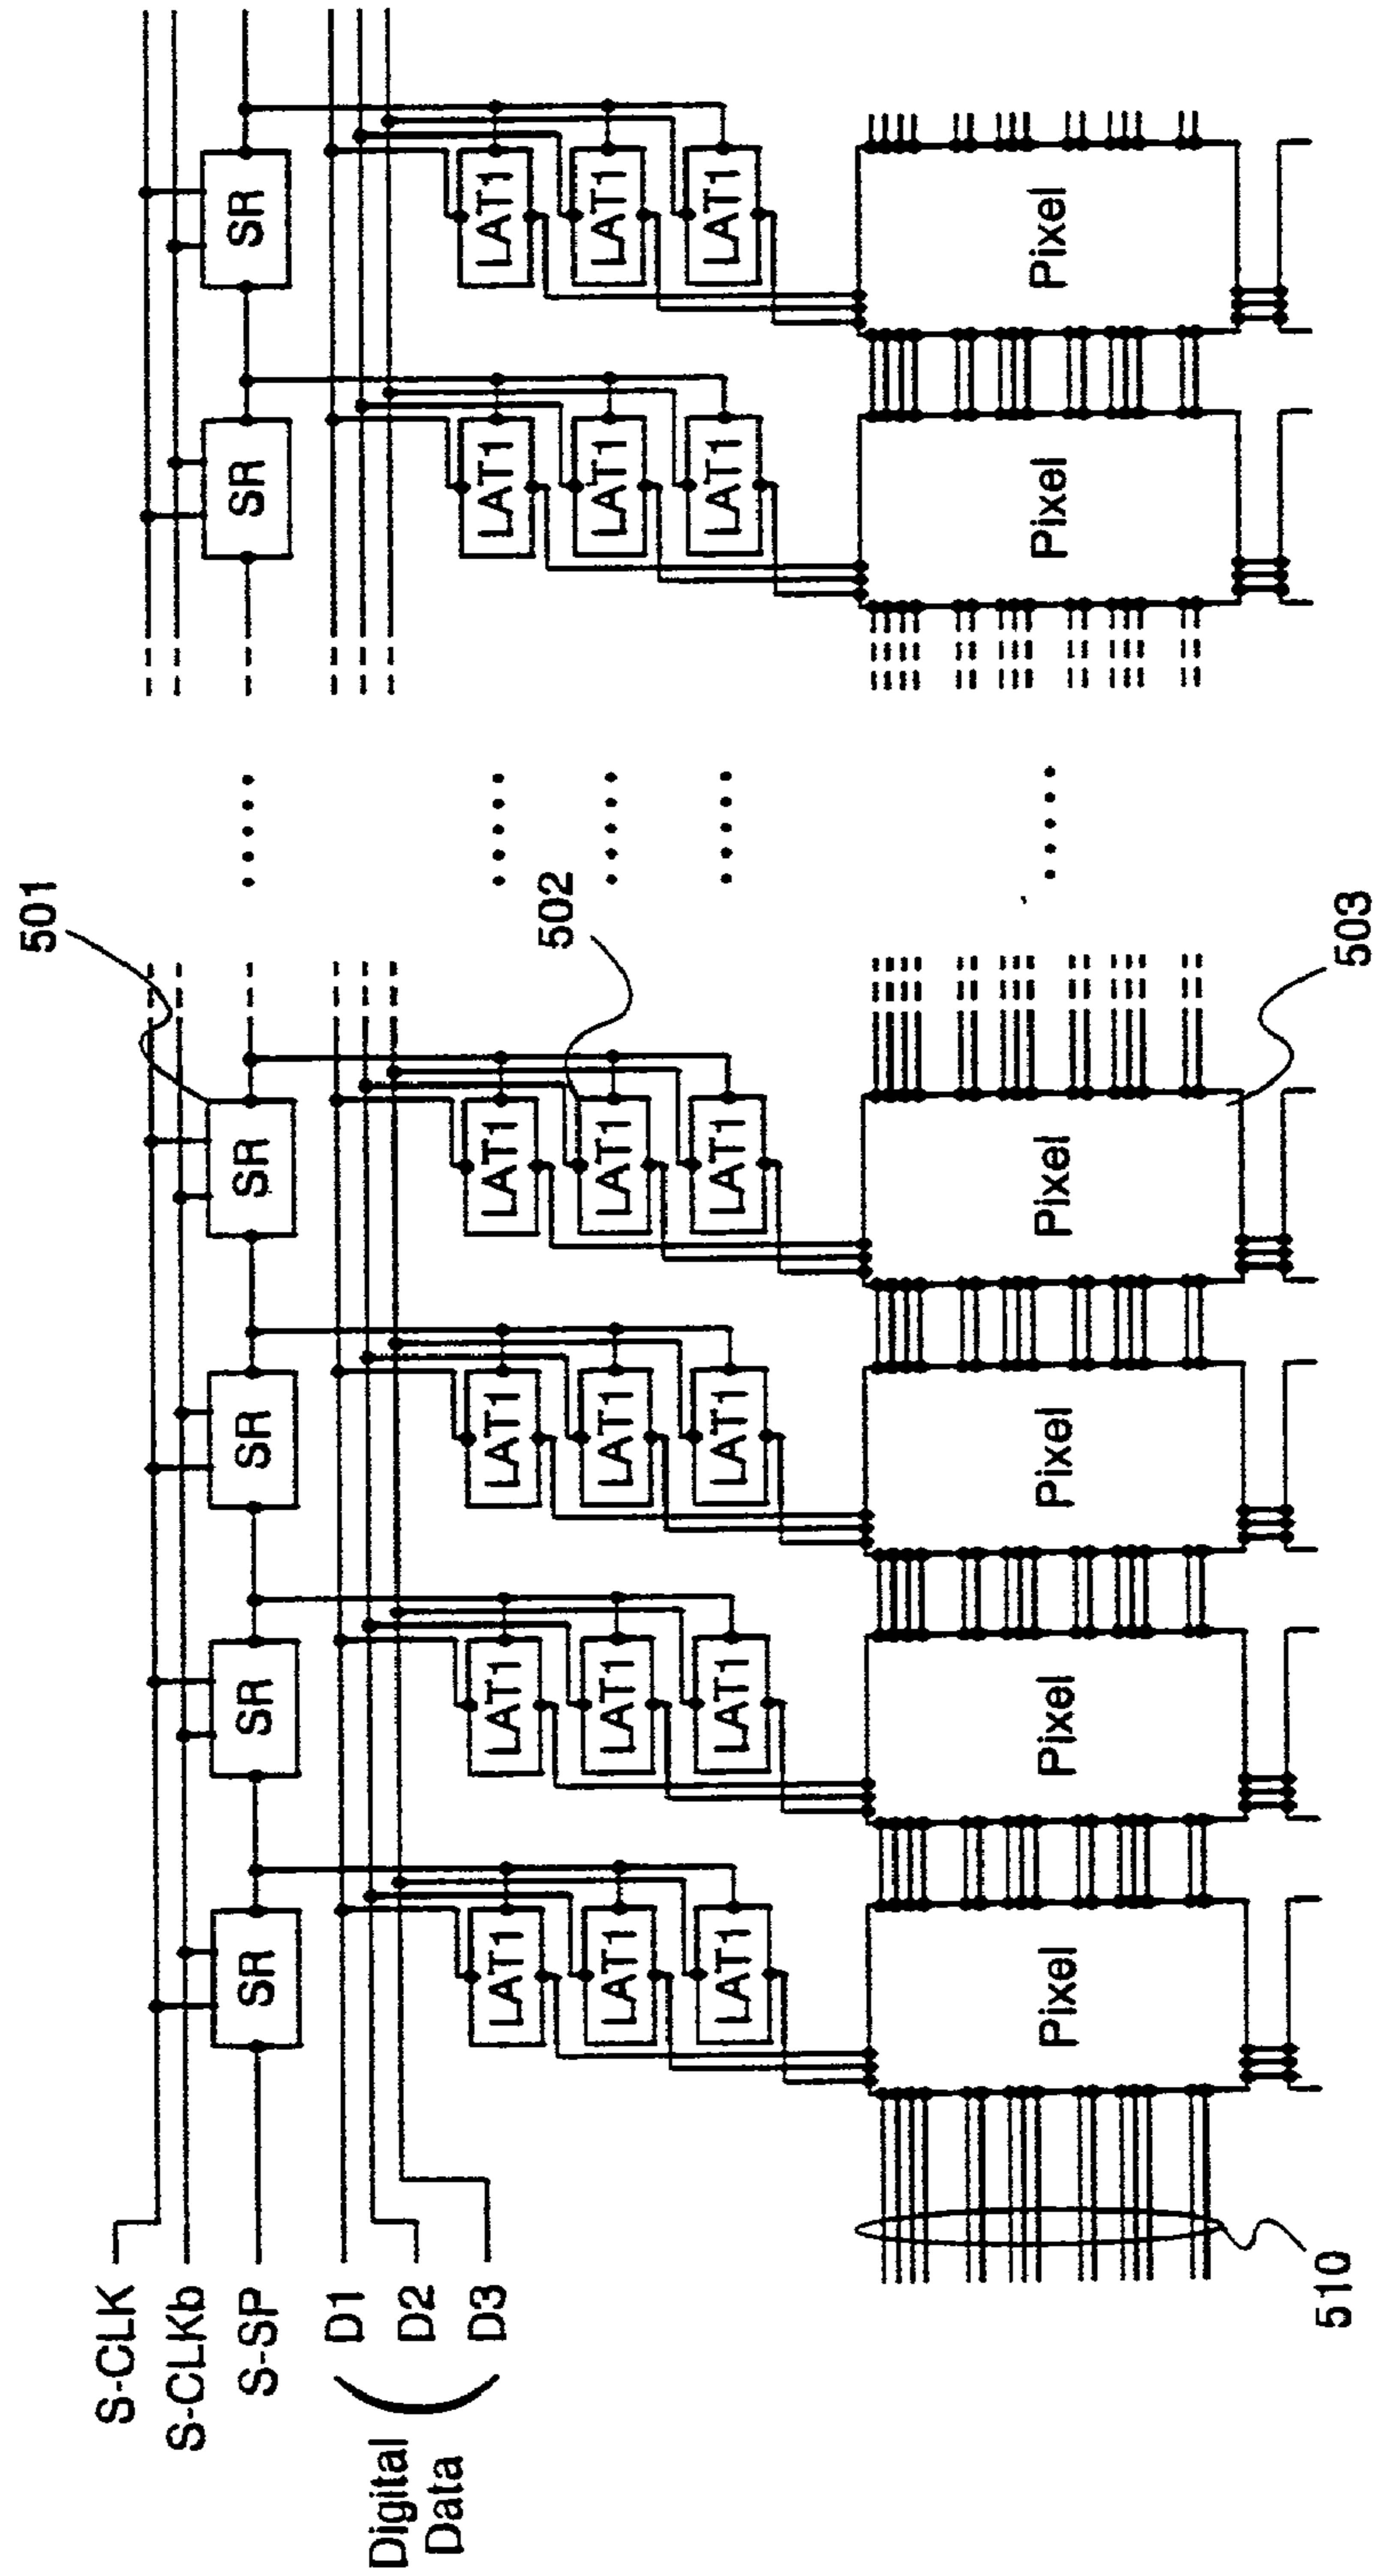 501
S-CLK
S-CLKb
S-SP
SR SR SR SR SR SR
Digital
Data
D1
D2
D3
502
LAT1 LAT1 LAT1 LAT1 LAT1 LAT1
LAT1 LAT1 LAT1 LAT1 LAT1 LAT1
LAT1 LAT1 LAT1 LAT1 LAT1 LAT1
Pixel Pixel Pixel Pixel Pixel Pixel
510
503